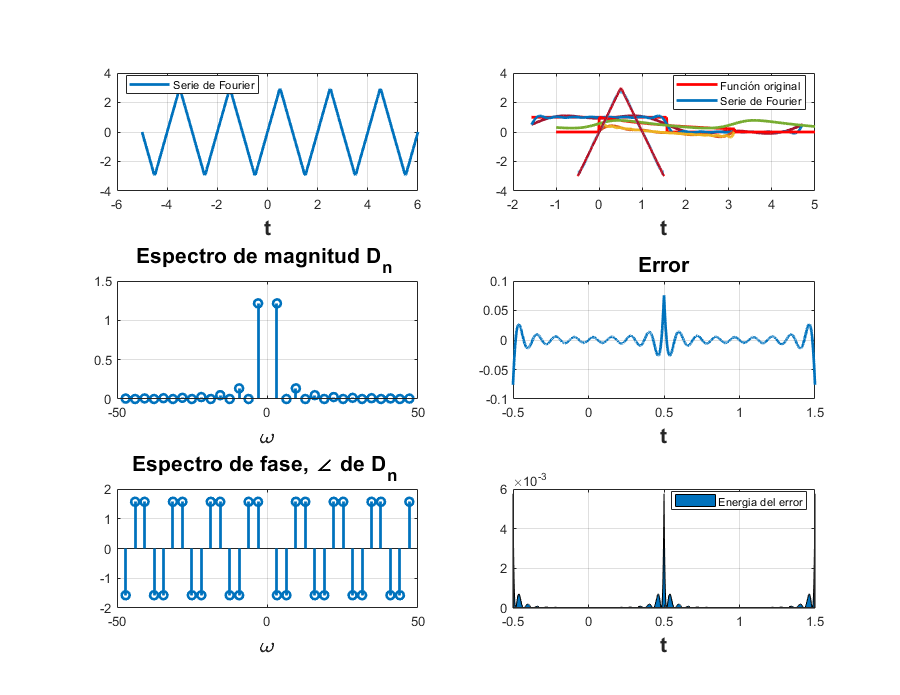 4
2
0
-2
-4
Serie de Fourier
-6 -4 -2 0 2 4 6
t
4
2
0
-2
-4
Función original
Serie de Fourier
-2 -1 0 1 2 3 4 5
t
Espectro de magnitud Dn
1.5
1
0.5
0
-50 0 50
ω
Error
0.1
0.05
0
-0.05
-0.1
-0.5 0 0.5 1 1.5
t
Espectro de fase, ∠ de Dn
2
1
0
-1
-2
-50 0 50
ω
×10-3
6
4
2
0
Energia del error
-0.5 0 0.5 1 1.5
t